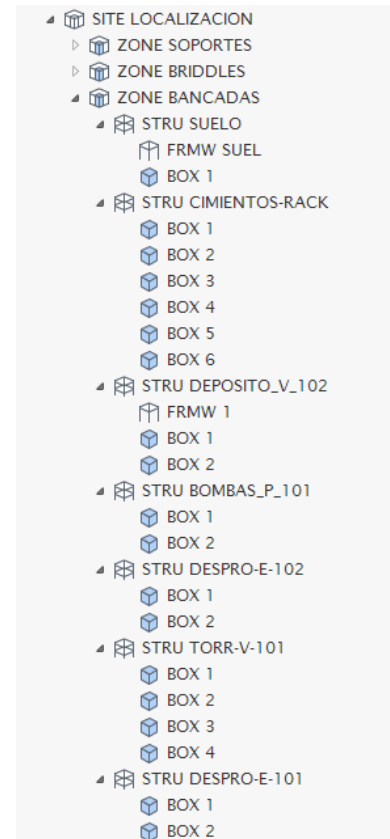 SITE LOCALIZACION
ZONE SOPORTES
ZONE BRIDDLES
ZONE BANCADAS
STRU SUELO
FRMW SUEL
BOX 1
STRU CIMIENTOS-RACK
BOX 1
BOX 2
BOX 3
BOX 4
BOX 5
BOX 6
STRU DEPOSITO_V_102
FRMW 1
BOX 1
BOX 2
STRU BOMBAS_P_101
BOX 1
BOX 2
STRU DESPRO-E-102
BOX 1
BOX 2
STRU TORR-V-101
BOX 1
BOX 2
BOX 3
BOX 4
STRU DESPRO-E-101
BOX 1
BOX 2